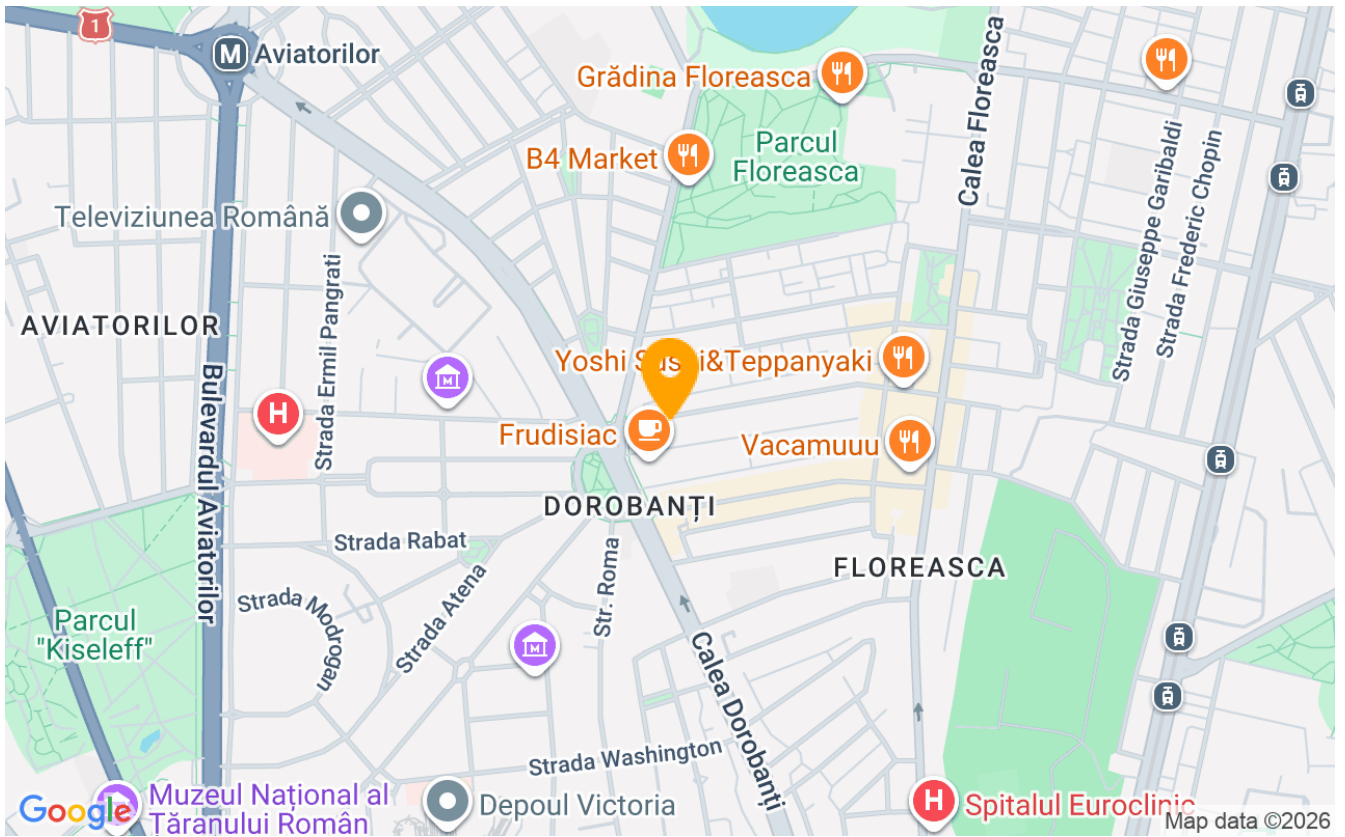 1
M Aviatorilor
Grădina Floreasca
B4 Market
Parcul
Floreasca
Calea Floreasca
Televiziunea Română
Strada Giuseppe Garibaldi
Strada Frederic Chopin
AVIATORILOR
Strada Ermil Pangrati
Bulevardul Aviatorilor
Yoshi Sushi&Teppanyaki
H
M
Frudisiac
Vacamuuu
DOROBANȚI
Strada Rabat
FLOREASCA
Strada Modrogan
Strada Atena
Str. Roma
Parcul
"Kiseleff"
M
Calea Dorobanți
Strada Washington
Muzeul Național al
Țăranului Român
Depoul Victoria
H
Spitalul Euroclinic
Google
Map data ©2026